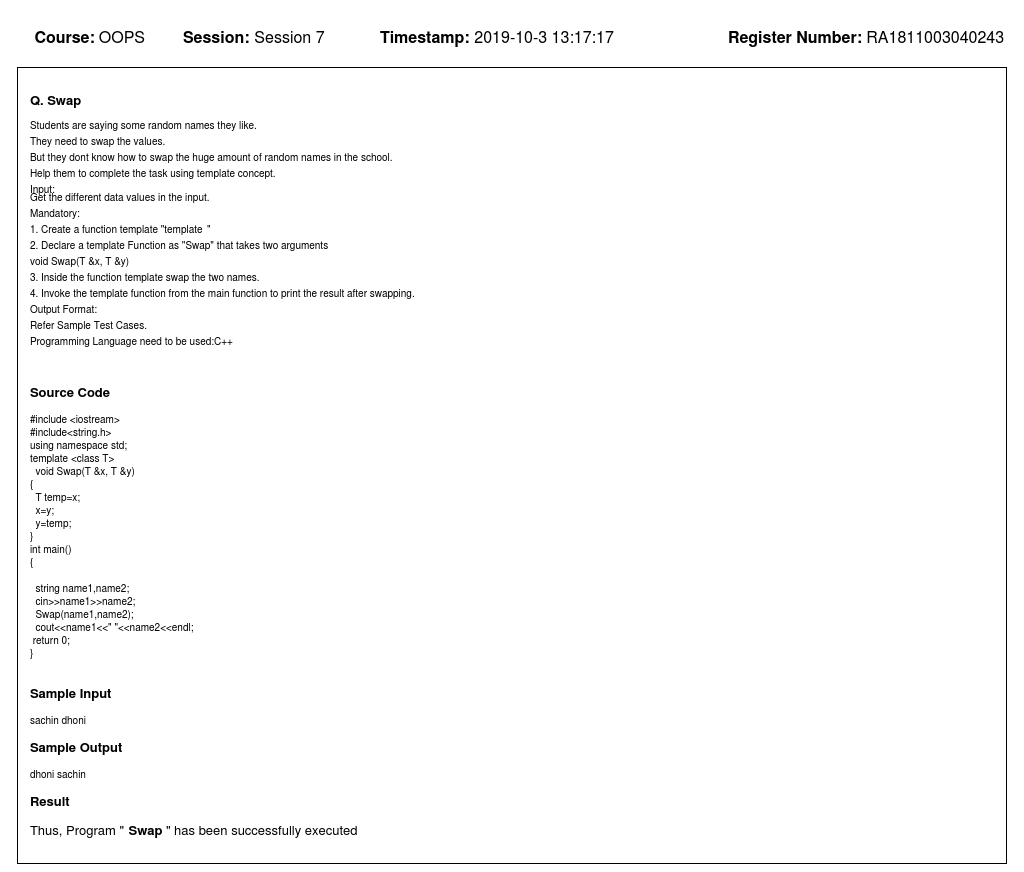 Course: OOPS Session: Session 7 Timestamp: 2019-10-3 13:17:17 Register Number: RA1811003040243
Q. Swap
Students are saying some random names they like.
They need to swap the values.
But they dont know how to swap the huge amount of random names in the school.
Help them to complete the task using template concept.
Input:
Get the different data values in the input.
Mandatory:
1. Create a function template "template  "
2. Declare a template Function as "Swap" that takes two arguments
void Swap(T &x, T &y)
3. Inside the function template swap the two names.
4. Invoke the template function from the main function to print the result after swapping.
Output Format:
Refer Sample Test Cases.
Programming Language need to be used:C++
Source Code
#include <iostream>
#include<string.h>
using namespace std;
template <class T>
  void Swap(T &x, T &y)
{
  T temp=x;
  x=y;
  y=temp;
}
int main()
{
  string name1,name2;
  cin>>name1>>name2;
  Swap(name1,name2);
  cout<<name1<<" "<<name2<<endl;
 return 0;
}
Sample Input
sachin dhoni
Sample Output
dhoni sachin
Result
Thus, Program " Swap " has been successfully executed